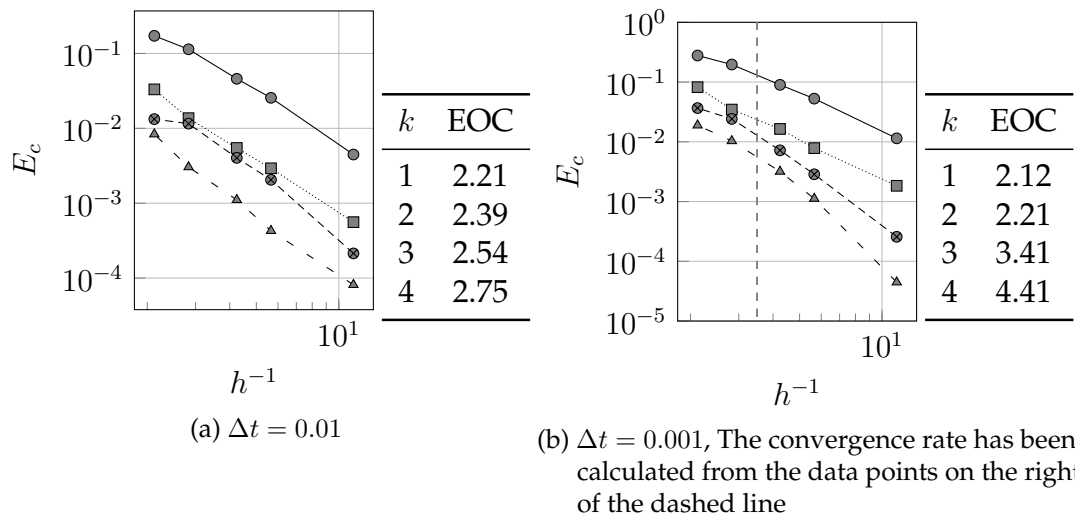 10^{-1}
10^{-2}
10^{-3}
10^{-4}
E_c
10^1
h^{-1}
k EOC
1 2.21
2 2.39
3 2.54
4 2.75
(a) Δt = 0.01
10^0
10^{-1}
10^{-2}
10^{-3}
10^{-4}
10^{-5}
E_c
10^1
h^{-1}
k EOC
1 2.12
2 2.21
3 3.41
4 4.41
(b) Δt = 0.001, The convergence rate has been
calculated from the data points on the right
of the dashed line